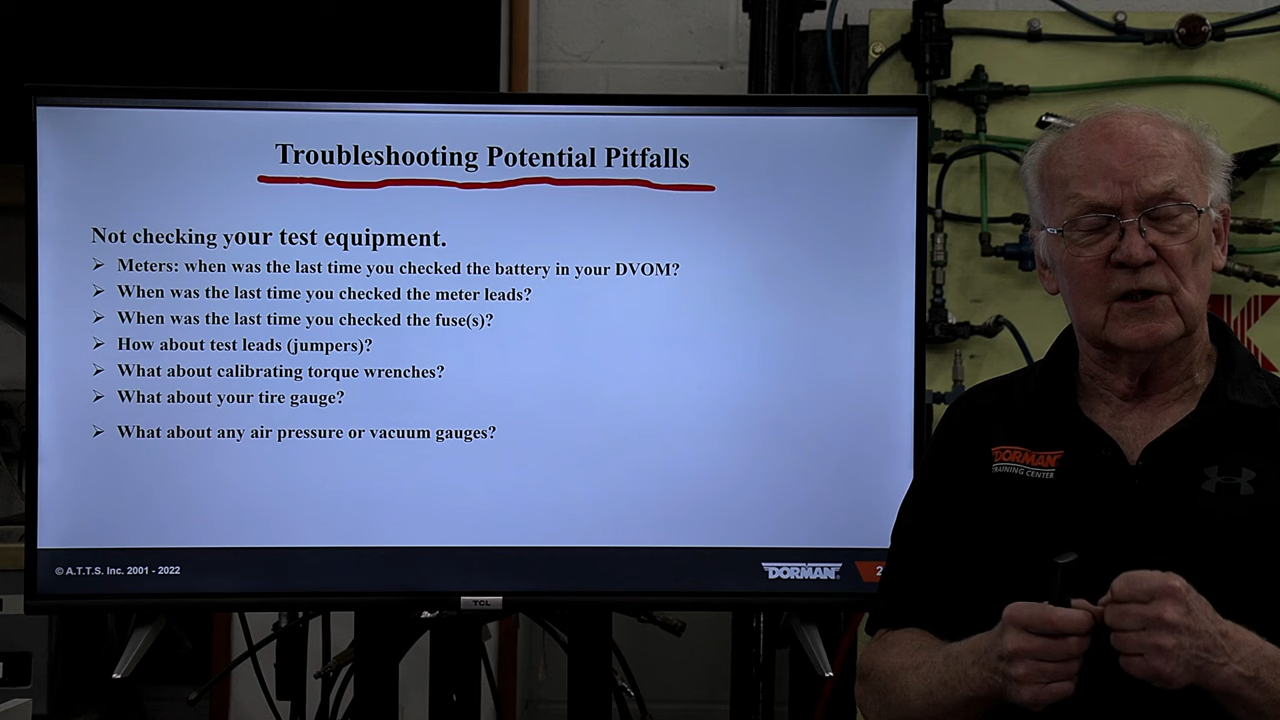 Troubleshooting Potential Pitfalls
Not checking your test equipment.
➢ Meters: when was the last time you checked the battery in your DVOM?
➢ When was the last time you checked the meter leads?
➢ When was the last time you checked the fuse(s)?
➢ How about test leads (jumpers)?
➢ What about calibrating torque wrenches?
➢ What about your tire gauge?
➢ What about any air pressure or vacuum gauges?
© A.T.T.S. Inc. 2001 - 2022
DORMAN
2
TCL
DORMAN
TRAINING CENTER
K